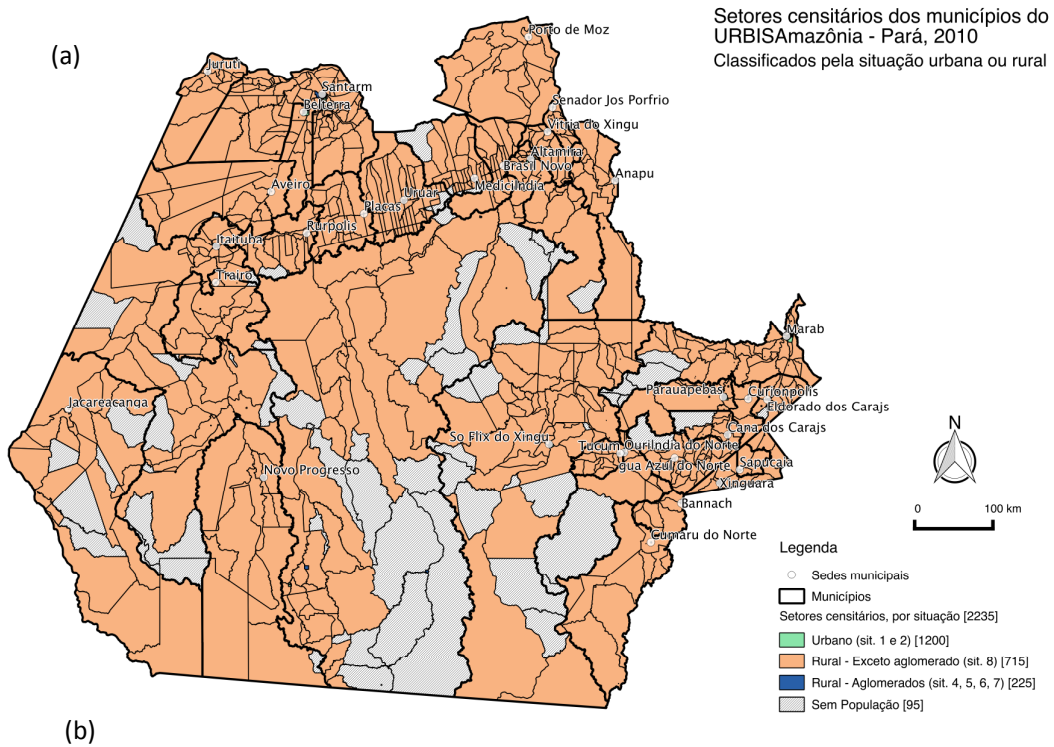 (a)
Setores censitários dos municípios do
URBISAmazônia - Pará, 2010
Classificados pela situação urbana ou rural
Porto de Moz
Juruti
Santarm
Belterra
Senador Jos Porfrio
Vitria do Xingu
Altamira
Brasil Novo
Anapu
Medicilndia
Aveiro
Uruar
Placas
Rurpolis
Itaituba
Trairo
Marab
Parauapebas
Curionpolis
Eldorado dos Carajs
Jacareacanga
Cana dos Carajs
So Flix do Xingu
Tucum
Ourilndia do Norte
gua Azul do Norte
Sapucaia
Novo Progresso
Xinguara
Bannach
Cumaru do Norte
N
0 100 km
Legenda
Sedes municipais
Municípios
Setores censitários, por situação [2235]
Urbano (sit. 1 e 2) [1200]
Rural - Exceto aglomerado (sit. 8) [715]
Rural - Aglomerados (sit. 4, 5, 6, 7) [225]
Sem População [95]
(b)